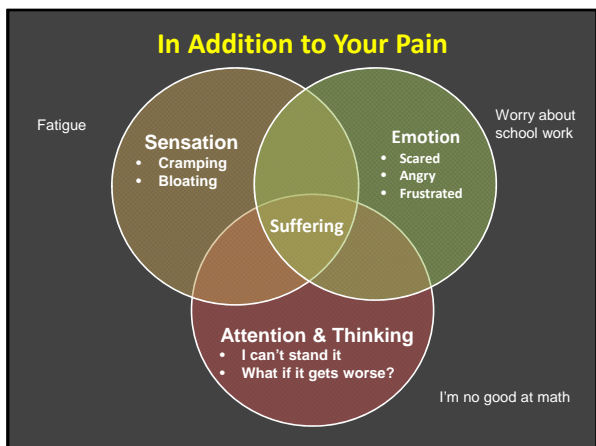 In Addition to Your Pain
Fatigue
Sensation
• Cramping
• Bloating
Emotion
• Scared
• Angry
• Frustrated
Worry about
school work
Suffering
Attention & Thinking
• I can't stand it
• What if it gets worse?
I'm no good at math